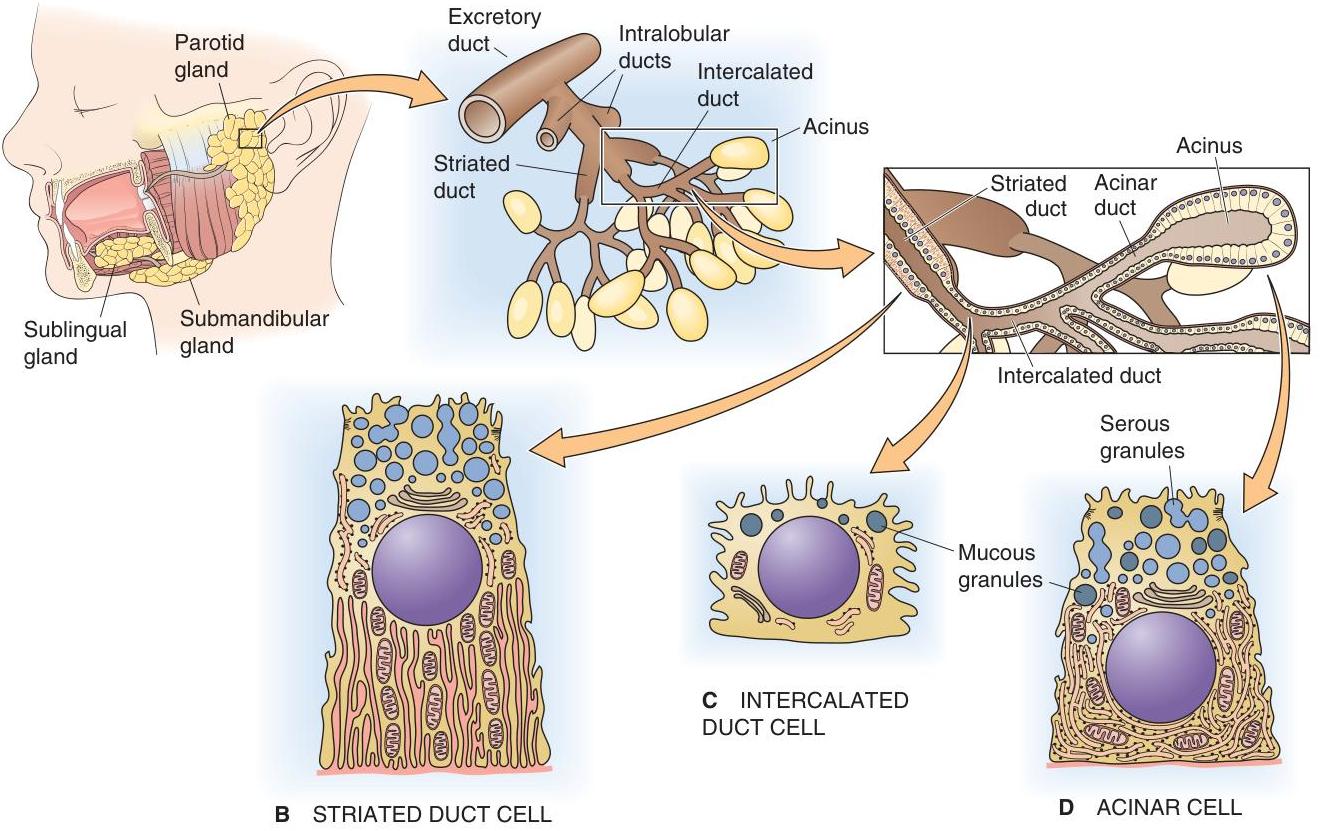 Excretory
duct
Parotid
gland
Intralobular
ducts
Intercalated
duct
Acinus
Striated
duct
Sublingual
gland
Submandibular
gland
Acinus
Striated
duct
Acinar
duct
Intercalated duct
Serous
granules
Mucous
granules
B STRIATED DUCT CELL
C INTERCALATED
DUCT CELL
D ACINAR CELL